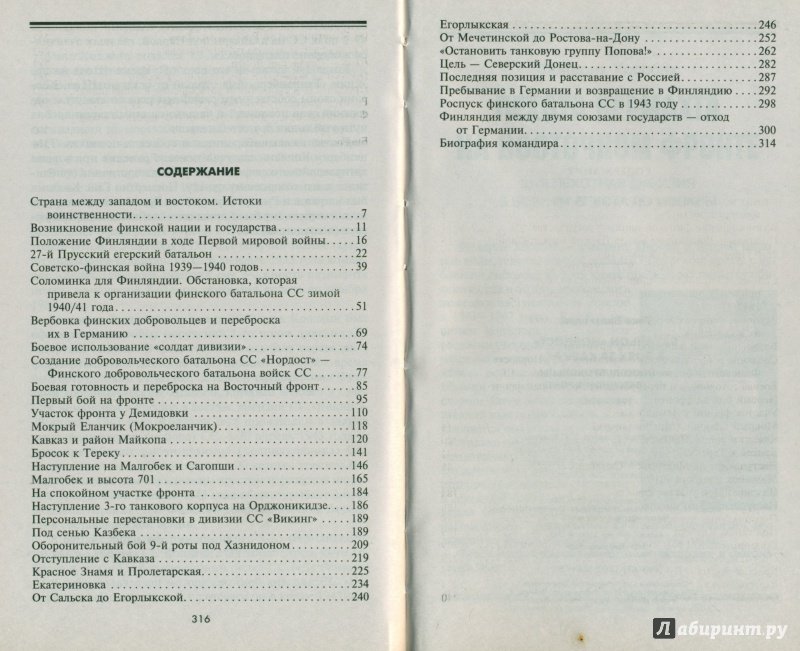 СОДЕРЖАНИЕ
Страна между западом и востоком. Истоки
воинственности. . . . . . . . . . . . . . . . . . . . . . . . . . . . . . 7
Возникновение финской нации и государства . . . . . . . . . . . 11
Положение Финляндии в ходе Первой мировой войны. . . . . 16
27-й Прусский егерский батальон . . . . . . . . . . . . . . . . . . . . 22
Советско-финская война 1939—1940 годов . . . . . . . . . . . . . . 39
Соломинка для Финляндии. Обстановка, которая
привела к организации финского батальона СС зимой
1940/41 года . . . . . . . . . . . . . . . . . . . . . . . . . . . . . . . . 51
Вербовка финских добровольцев и переброска
их в Германию . . . . . . . . . . . . . . . . . . . . . . . . . . . . . . 69
Боевое использование «солдат дивизии» . . . . . . . . . . . . . . . . 74
Создание добровольческого батальона СС «Нордост» —
Финского добровольческого батальона войск СС . . . . . . . 77
Боевая готовность и переброска на Восточный фронт . . . . . . 85
Первый бой на фронте . . . . . . . . . . . . . . . . . . . . . . . . . . . . 95
Участок фронта у Демидовки . . . . . . . . . . . . . . . . . . . . . . . 110
Мокрый Еланчик (Мокроеланчик) . . . . . . . . . . . . . . . . . . . . 118
Кавказ и район Майкопа . . . . . . . . . . . . . . . . . . . . . . . . . . 120
Бросок к Тереку . . . . . . . . . . . . . . . . . . . . . . . . . . . . . . . . . 141
Наступление на Малгобек и Сагопши . . . . . . . . . . . . . . . . . 146
Малгобек и высота 701 . . . . . . . . . . . . . . . . . . . . . . . . . . . . 165
На спокойном участке фронта . . . . . . . . . . . . . . . . . . . . . . . 184
Наступление 3-го танкового корпуса на Орджоникидзе. . . . . 186
Персональные перестановки в дивизии СС «Викинг» . . . . . . 189
Под сенью Казбека . . . . . . . . . . . . . . . . . . . . . . . . . . . . . . . 189
Оборонительный бой 9-й роты под Хазнидоном . . . . . . . . . . 209
Отступление с Кавказа . . . . . . . . . . . . . . . . . . . . . . . . . . . . 219
Красное Знамя и Пролетарская. . . . . . . . . . . . . . . . . . . . . . 225
Екатериновка . . . . . . . . . . . . . . . . . . . . . . . . . . . . . . . . . . . 234
От Сальска до Егорлыкской. . . . . . . . . . . . . . . . . . . . . . . . . 240
316
Егорлыкская . . . . . . . . . . . . . . . . . . . . . . . . . . . . . . . . . . . . 246
От Мечетинской до Ростова-на-Дону . . . . . . . . . . . . . . . . . 252
«Остановить танковую группу Попова!» . . . . . . . . . . . . . . . . 262
Цель — Северский Донец . . . . . . . . . . . . . . . . . . . . . . . . . . 282
Последняя позиция и расставание с Россией. . . . . . . . . . . . 287
Пребывание в Германии и возвращение в Финляндию . . . . . 292
Роспуск финского батальона СС в 1943 году . . . . . . . . . . . . 298
Финляндия между двумя союзами государств — отход
от Германии. . . . . . . . . . . . . . . . . . . . . . . . . . . . . . . . . 300
Биография командира . . . . . . . . . . . . . . . . . . . . . . . . . . . . . 314
Лабиринт.ру